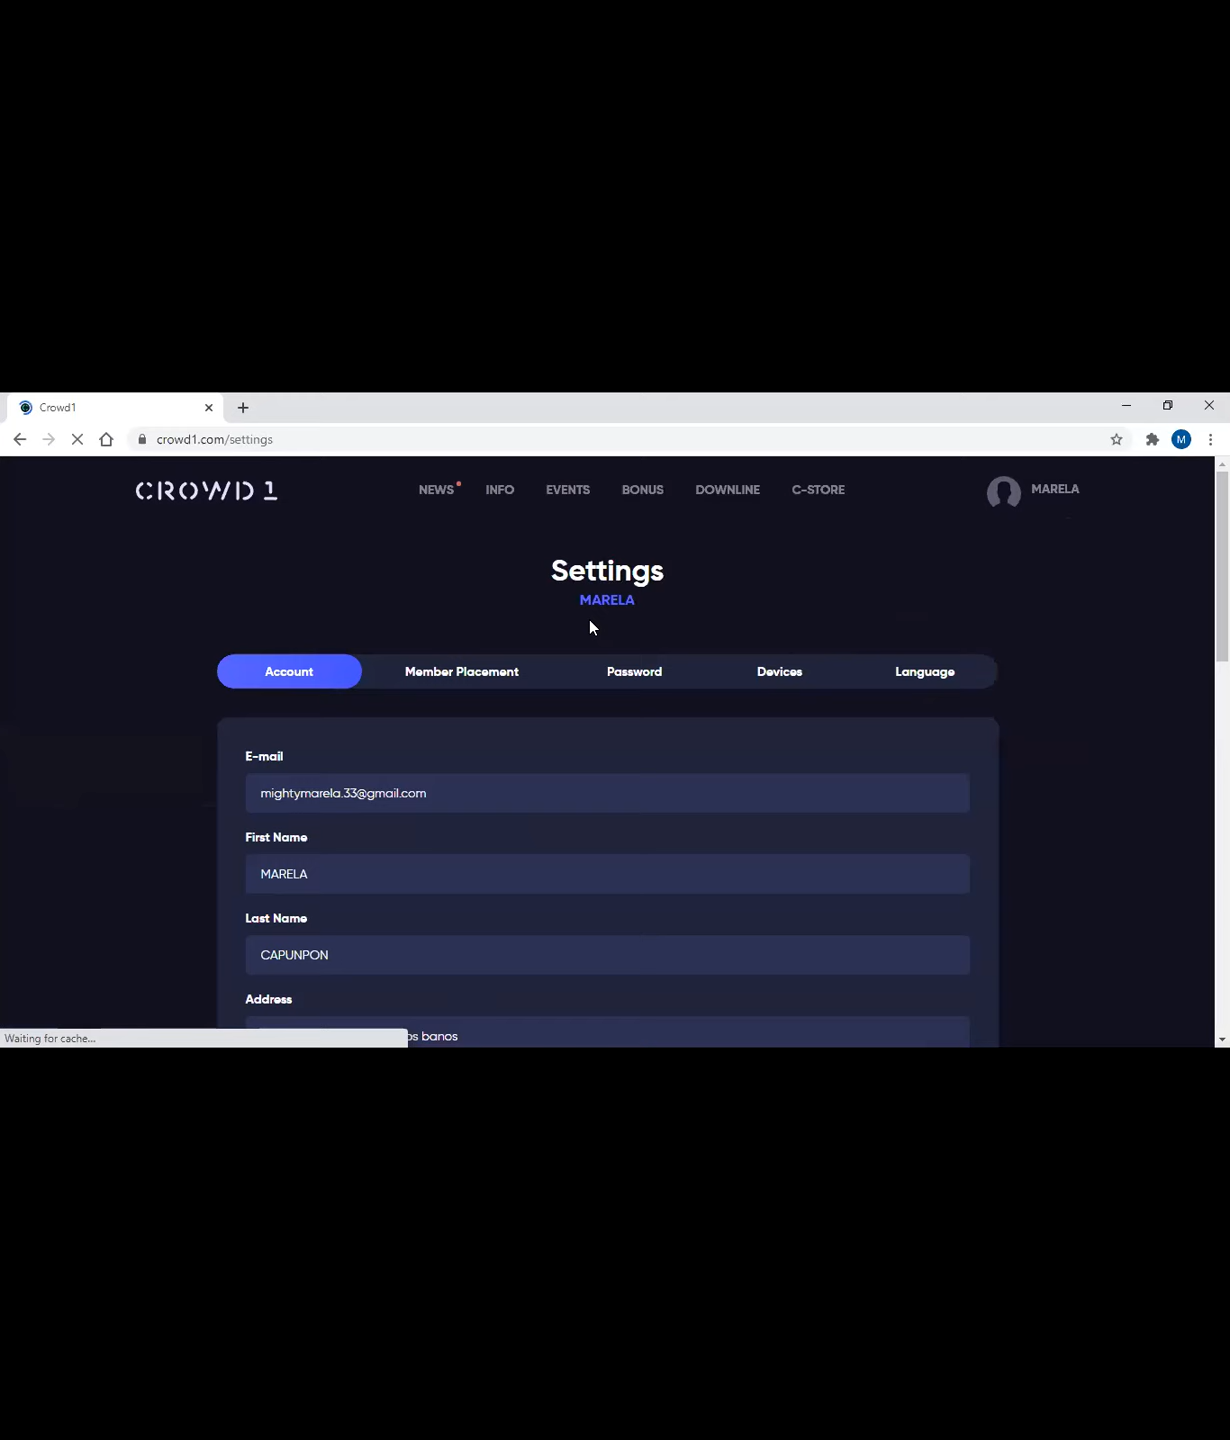 Crowd1
crowd1.com/settings
M
CROWD 1
NEWS INFO EVENTS BONUS DOWNLINE C-STORE
MARELA
Settings
MARELA
Account Member Placement Password Devices Language
E-mail
mightymarela.33@gmail.com
First Name
MARELA
Last Name
CAPUNPON
Address
banos
Waiting for cache...